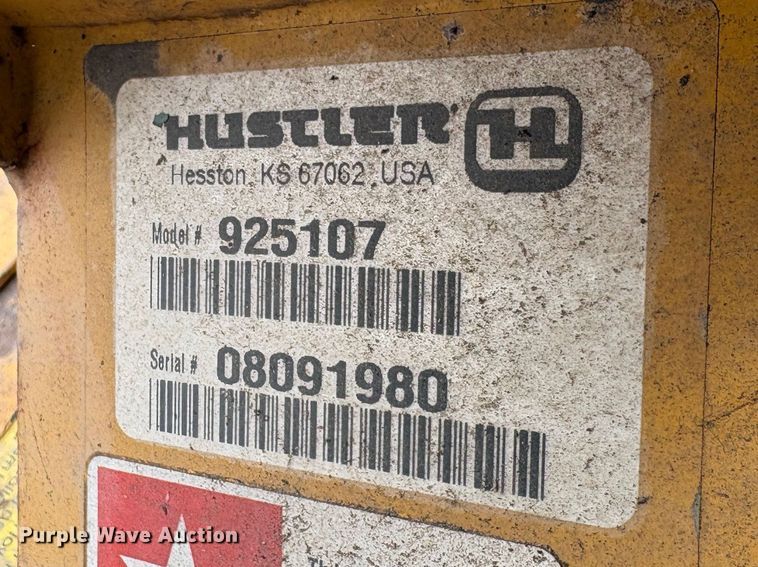 HUSTLER H
Hesston, KS 67062 USA
Model # 925107
Serial # 08091980
Purple Wave Auction